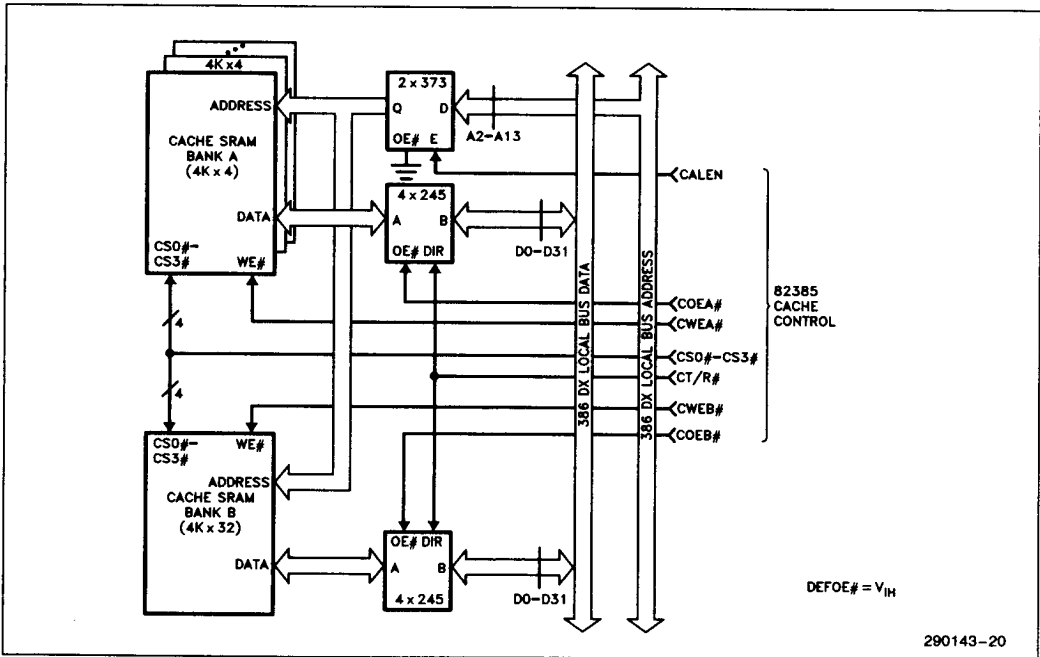 4K x 4
ADDRESS
CACHE SRAM
BANK A
(4K x 4)
DATA
CS0#-
CS3#
WE#
2 x 373
Q D
OE# E
A2-A13
4 x 245
A B
OE# DIR
D0-D31
386 DX LOCAL BUS DATA
386 DX LOCAL BUS ADDRESS
CALEN
COEA#
CWEA#
CS0#-CS3#
CT/R#
CWEB#
COEB#
82385
CACHE
CONTROL
4
4
CS0#-
CS3#
WE#
ADDRESS
CACHE SRAM
BANK B
(4K x 32)
DATA
OE# DIR
A B
4 x 245
D0-D31
DEFOE# = VIH
290143-20